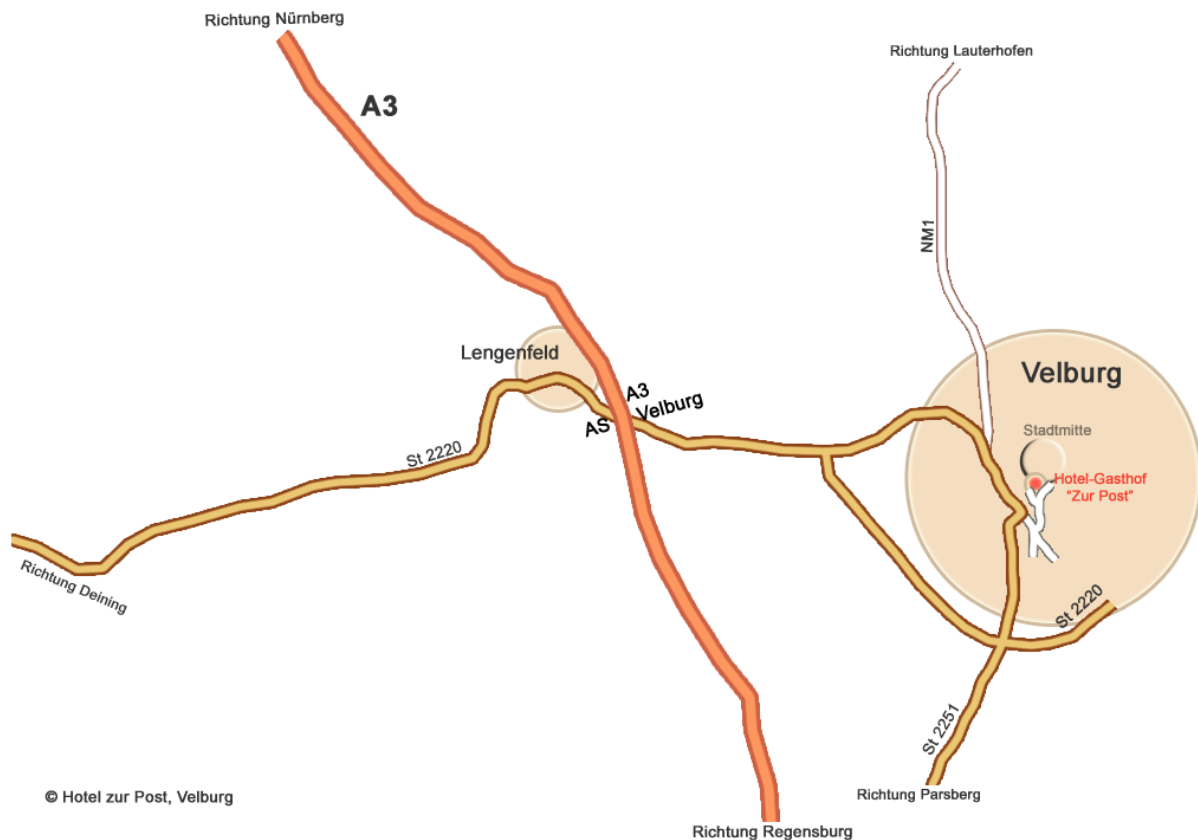 Richtung Nürnberg
Richtung Lauterhofen
A3
NM1
Lengenfeld
Velburg
A3
AS Velburg
Stadtmitte
St 2220
Hotel-Gasthof
"Zur Post"
Richtung Deining
St 2220
St 2251
© Hotel zur Post, Velburg
Richtung Parsberg
Richtung Regensburg